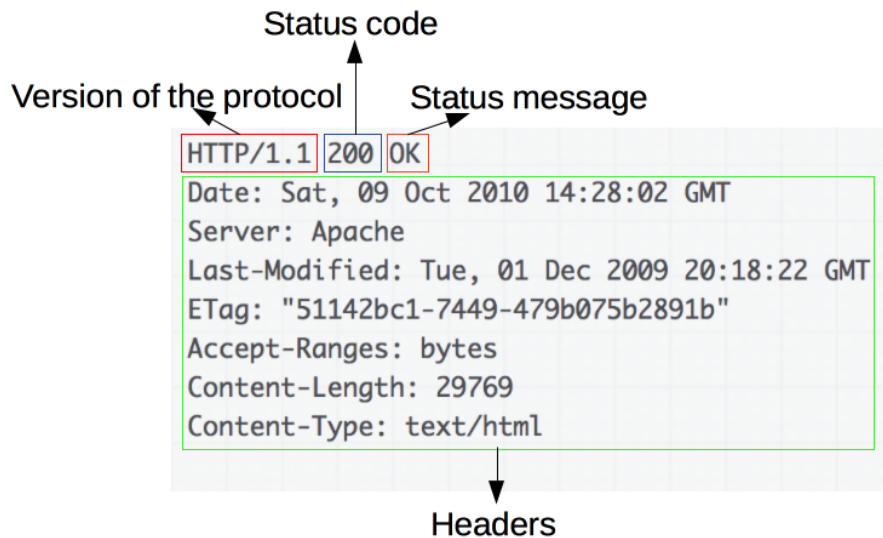 Status code
Version of the protocol
Status message
HTTP/1.1 200 OK
Date: Sat, 09 Oct 2010 14:28:02 GMT
Server: Apache
Last-Modified: Tue, 01 Dec 2009 20:18:22 GMT
ETag: "51142bc1-7449-479b075b2891b"
Accept-Ranges: bytes
Content-Length: 29769
Content-Type: text/html
Headers